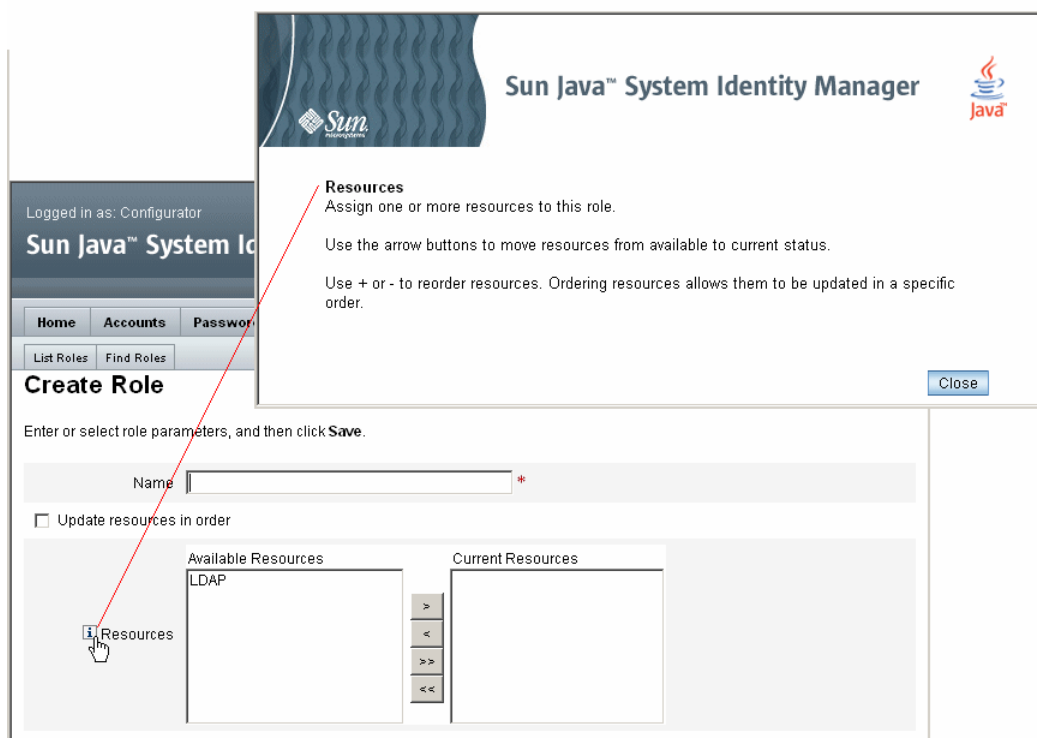 Sun
microsystems
Sun Java™ System Identity Manager
Java™
Resources
Assign one or more resources to this role.
Use the arrow buttons to move resources from available to current status.
Use + or - to reorder resources. Ordering resources allows them to be updated in a specific
order.
Close
Logged in as: Configurator
Sun Java™ System Id
Home Accounts Passwor
List Roles Find Roles
Create Role
Enter or select role parameters, and then click Save.
Name *
Update resources in order
Available Resources Current Resources
LDAP
>
i Resources <
>>
<<